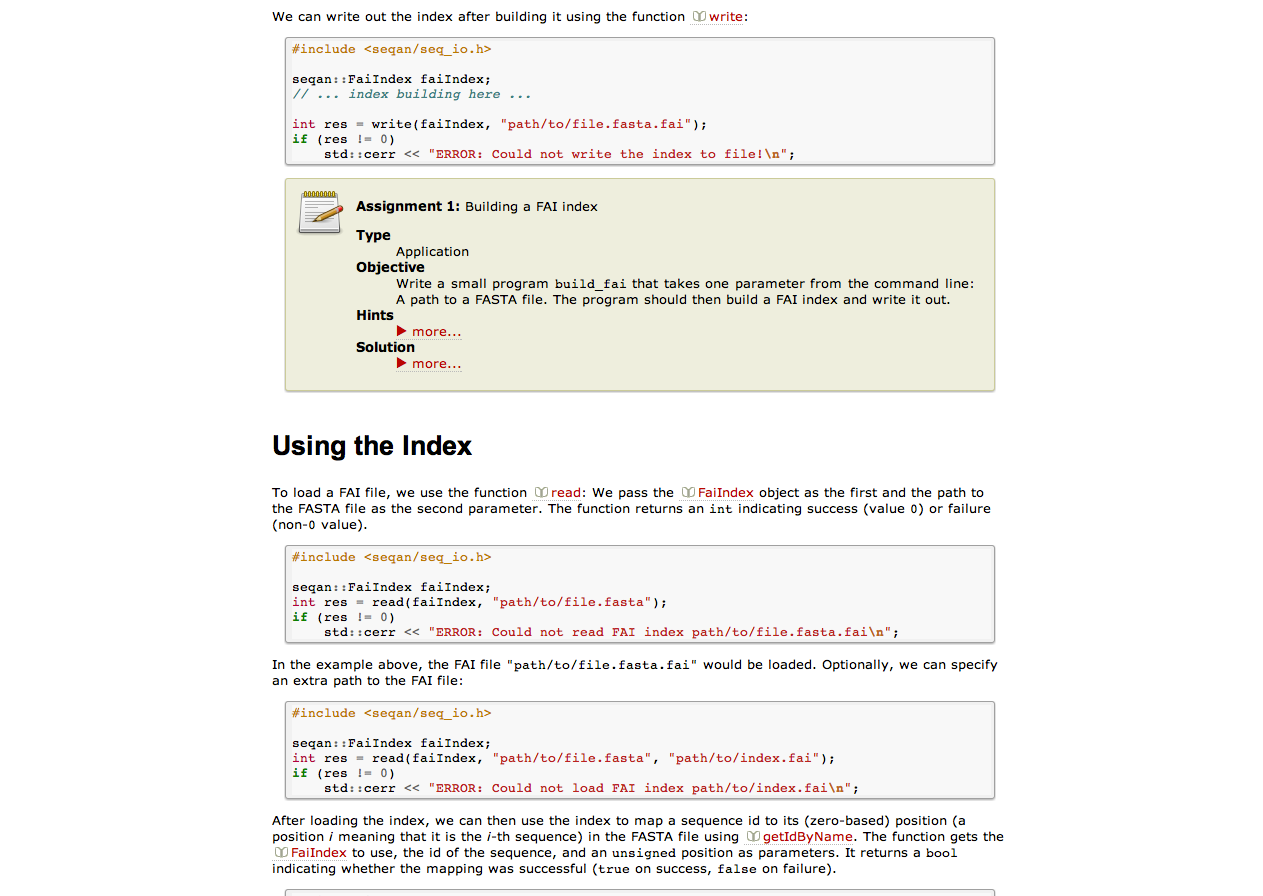 We can write out the index after building it using the function write:
#include <seqan/seq_io.h>
seqan::FaiIndex faiIndex;
// ... index building here ...
int res = write(faiIndex, "path/to/file.fasta.fai");
if (res != 0)
std::cerr << "ERROR: Could not write the index to file!\n";
Assignment 1: Building a FAI index
Type
Application
Objective
Write a small program build_fai that takes one parameter from the command line:
A path to a FASTA file. The program should then build a FAI index and write it out.
Hints
more...
Solution
more...
Using the Index
To load a FAI file, we use the function read: We pass the FaiIndex object as the first and the path to
the FASTA file as the second parameter. The function returns an int indicating success (value 0) or failure
(non-0 value).
#include <seqan/seq_io.h>
seqan::FaiIndex faiIndex;
int res = read(faiIndex, "path/to/file.fasta");
if (res != 0)
std::cerr << "ERROR: Could not read FAI index path/to/file.fasta.fai\n";
In the example above, the FAI file "path/to/file.fasta.fai" would be loaded. Optionally, we can specify
an extra path to the FAI file:
#include <seqan/seq_io.h>
seqan::FaiIndex faiIndex;
int res = read(faiIndex, "path/to/file.fasta", "path/to/index.fai");
if (res != 0)
std::cerr << "ERROR: Could not load FAI index path/to/index.fai\n";
After loading the index, we can then use the index to map a sequence id to its (zero-based) position (a
position i meaning that it is the i-th sequence) in the FASTA file using getIdByName. The function gets the
FaiIndex to use, the id of the sequence, and an unsigned position as parameters. It returns a bool
indicating whether the mapping was successful (true on success, false on failure).